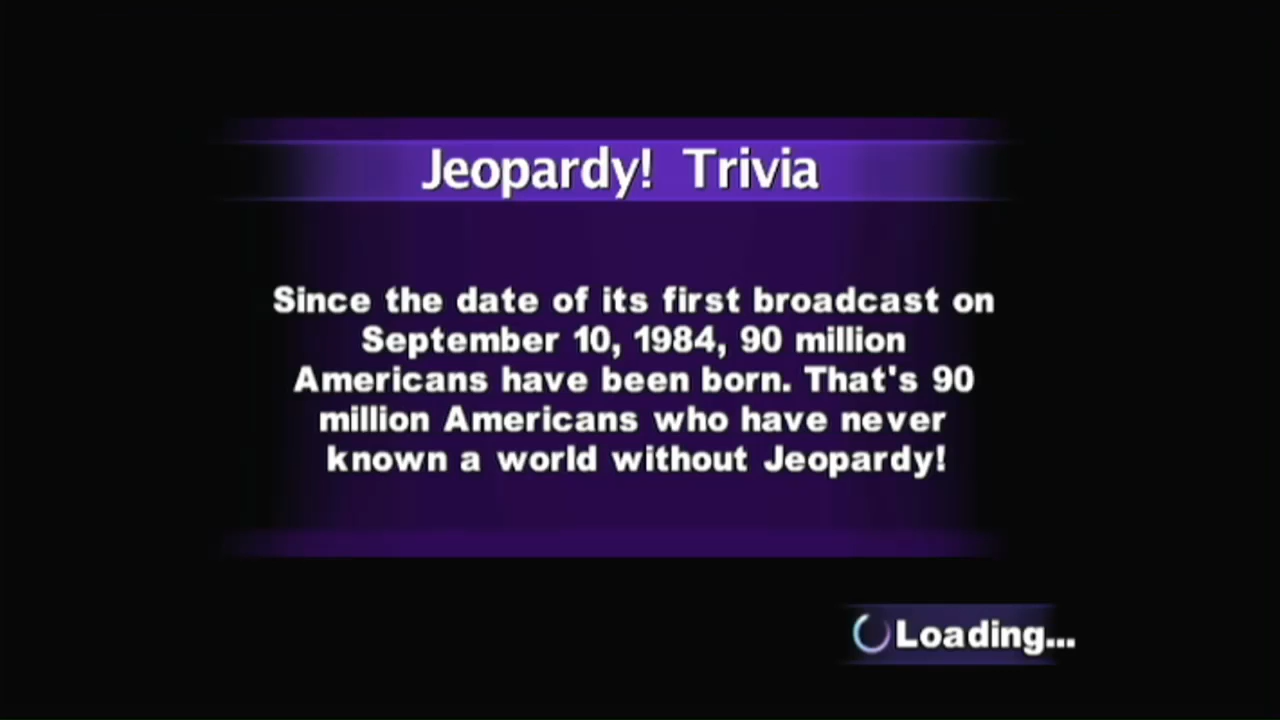 Jeopardy! Trivia
Since the date of its first broadcast on
September 10, 1984, 90 million
Americans have been born. That's 90
million Americans who have never
known a world without Jeopardy!
Loading...